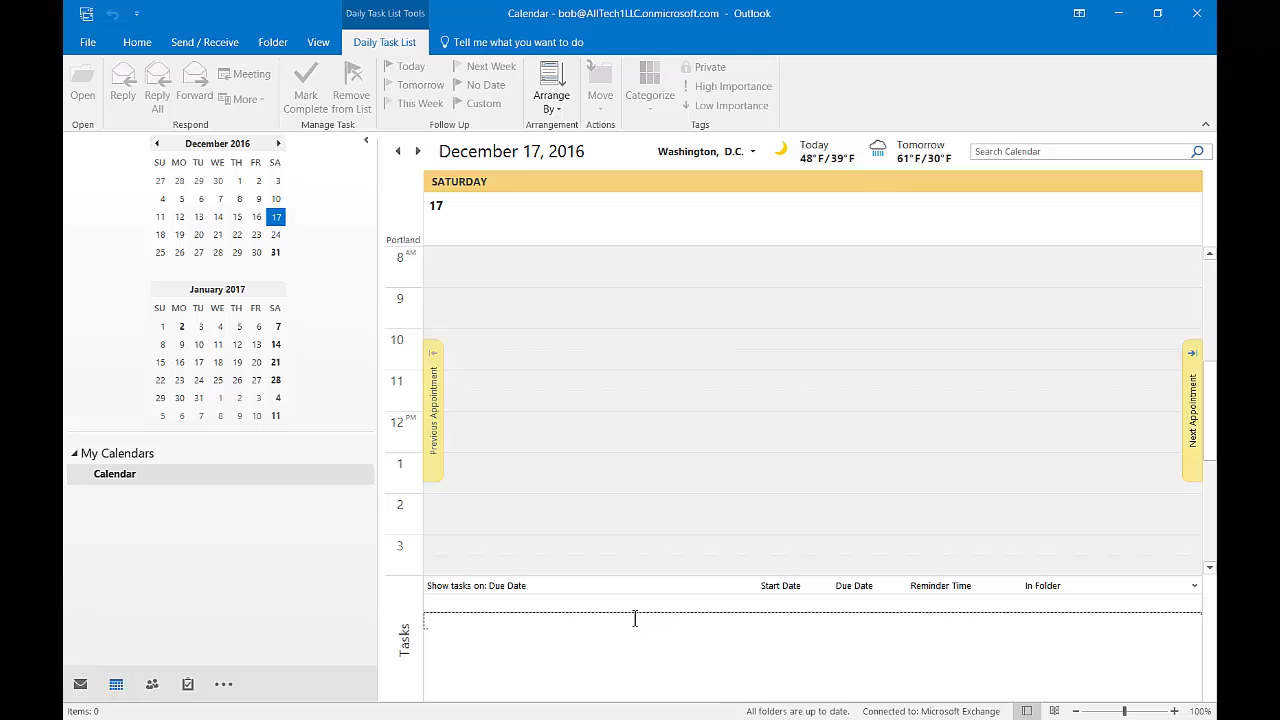 Daily Task List Tools
Calendar - bob@AllTech1LLC.onmicrosoft.com - Outlook
File Home Send / Receive Folder View Daily Task List Tell me what you want to do
Open
Reply
Reply All
Forward
Meeting
More
Mark Complete
Remove from List
Today
Tomorrow
This Week
Next Week
No Date
Custom
Arrange By
Move
Categorize
Private
High Importance
Low Importance
Open Respond Manage Task Follow Up Arrangement Actions Tags
December 2016
SU MO TU WE TH FR SA
27 28 29 30 1 2 3
4 5 6 7 8 9 10
11 12 13 14 15 16 17
18 19 20 21 22 23 24
25 26 27 28 29 30 31
January 2017
SU MO TU WE TH FR SA
1 2 3 4 5 6 7
8 9 10 11 12 13 14
15 16 17 18 19 20 21
22 23 24 25 26 27 28
29 30 31 1 2 3 4
5 6 7 8 9 10 11
My Calendars
Calendar
December 17, 2016
Washington, D.C.
Today
48°F/39°F
Tomorrow
61°F/30°F
Search Calendar
SATURDAY
17
Portland
8 AM
9
10
11
12 PM
1
2
3
Previous Appointment
Next Appointment
Show tasks on: Due Date Start Date Due Date Reminder Time In Folder
Tasks
Items: 0
All folders are up to date. Connected to: Microsoft Exchange 100%